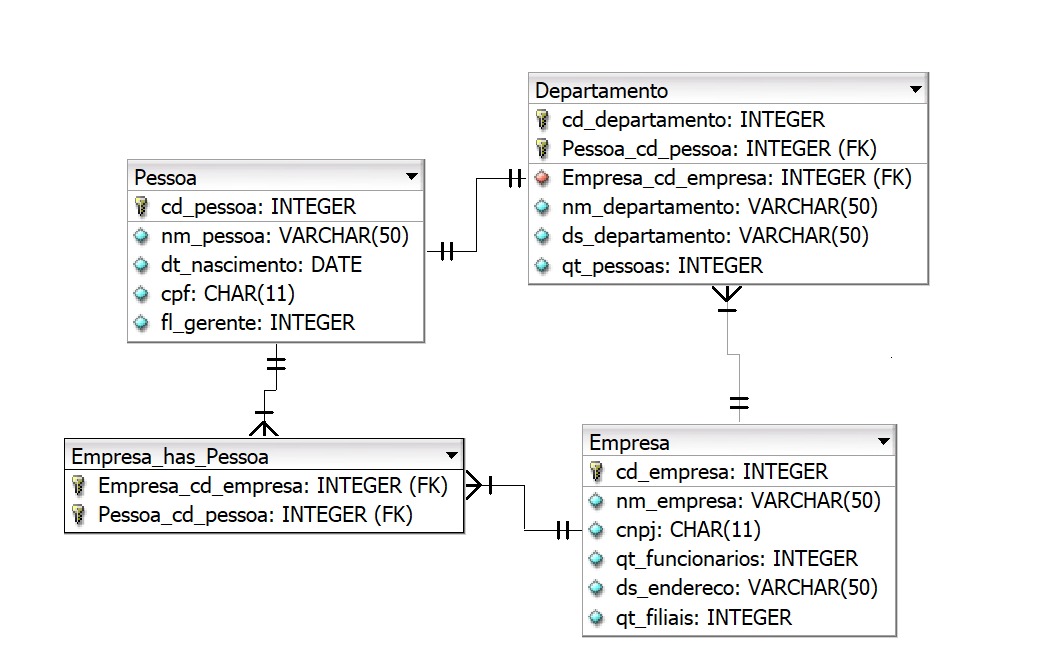 Departamento
cd_departamento: INTEGER
Pessoa_cd_pessoa: INTEGER (FK)
Empresa_cd_empresa: INTEGER (FK)
nm_departamento: VARCHAR(50)
ds_departamento: VARCHAR(50)
qt_pessoas: INTEGER
Pessoa
cd_pessoa: INTEGER
nm_pessoa: VARCHAR(50)
dt_nascimento: DATE
cpf: CHAR(11)
fl_gerente: INTEGER
Empresa_has_Pessoa
Empresa_cd_empresa: INTEGER (FK)
Pessoa_cd_pessoa: INTEGER (FK)
Empresa
cd_empresa: INTEGER
nm_empresa: VARCHAR(50)
cnpj: CHAR(11)
qt_funcionarios: INTEGER
ds_endereco: VARCHAR(50)
qt_filiais: INTEGER